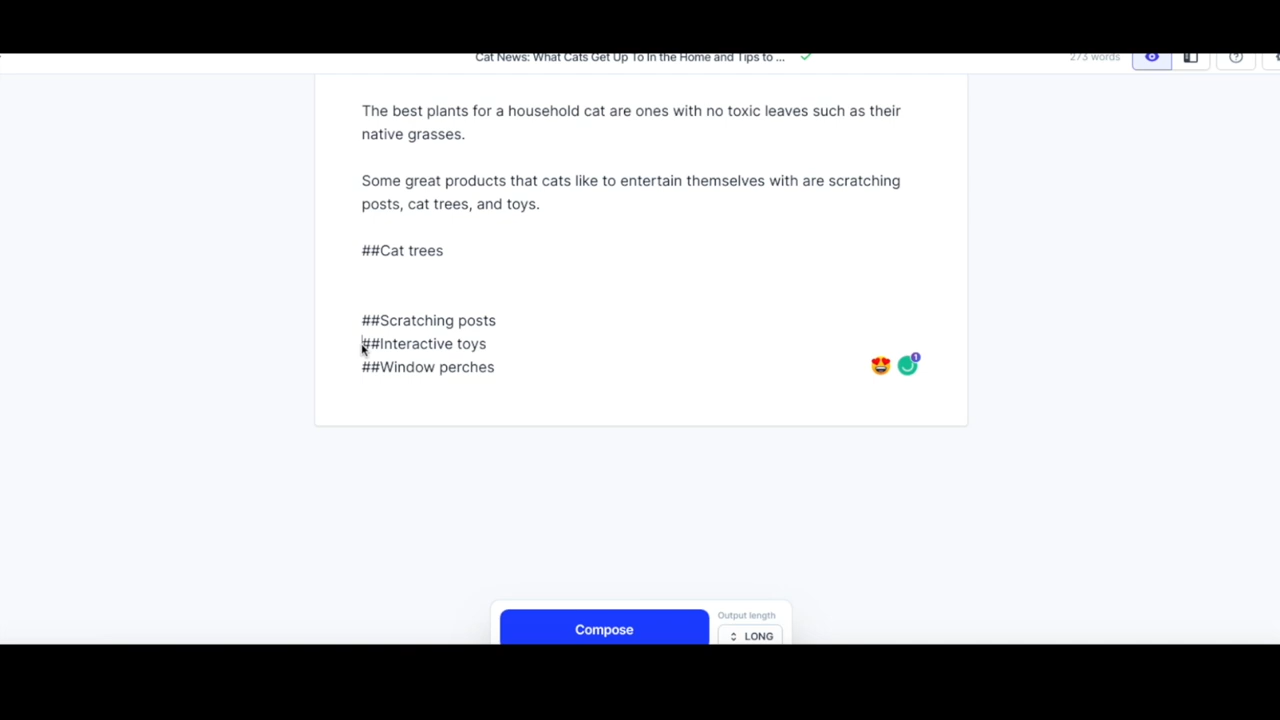 Cat News: What Cats Get Up To In the Home and Tips to ...
273 words
The best plants for a household cat are ones with no toxic leaves such as their
native grasses.
Some great products that cats like to entertain themselves with are scratching
posts, cat trees, and toys.
##Cat trees
##Scratching posts
##Interactive toys
##Window perches
1
Output length
Compose
LONG